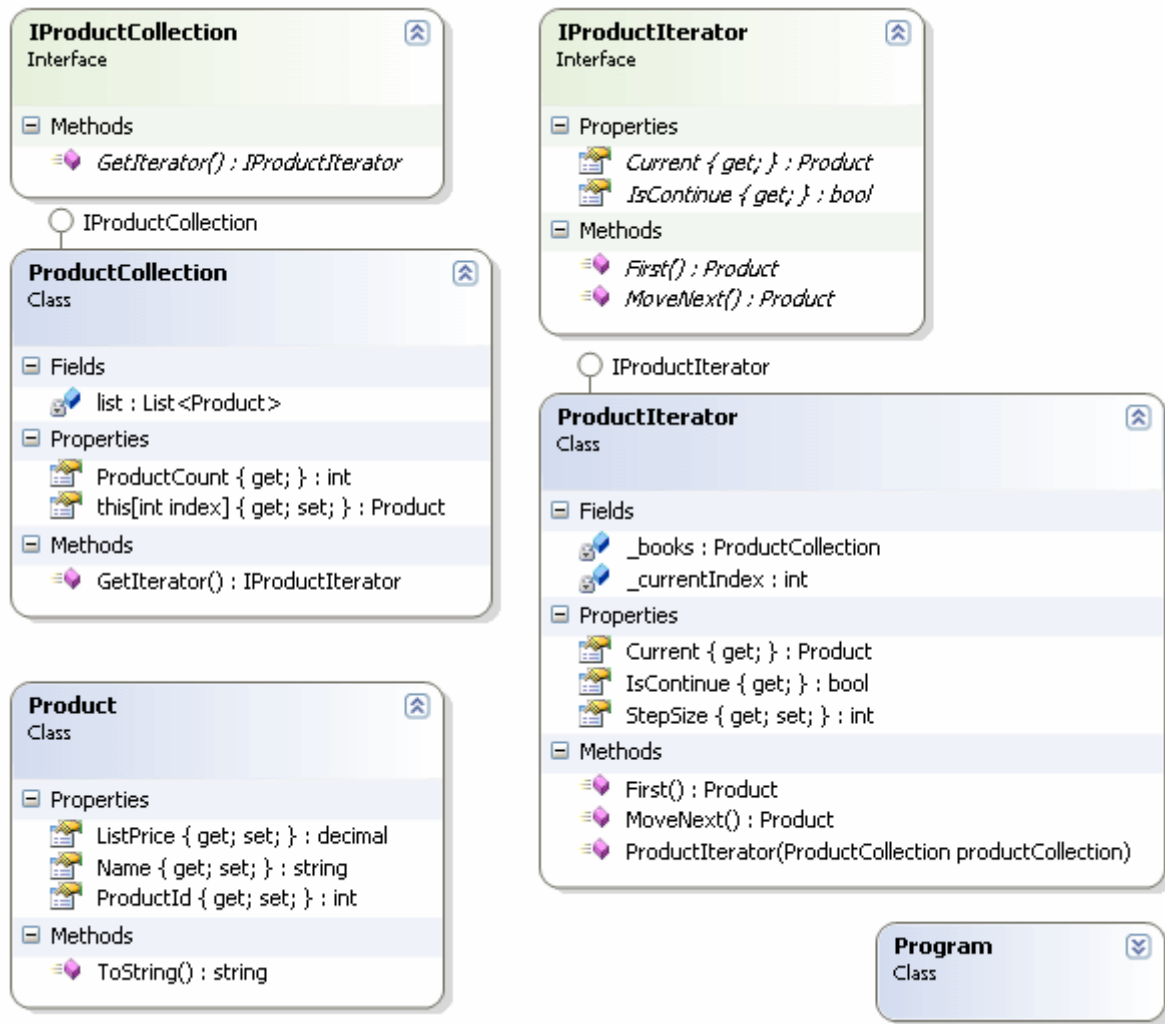 IProductCollection
Interface
Methods
GetIterator() : IProductIterator
IProductCollection
ProductCollection
Class
Fields
list : List<Product>
Properties
ProductCount { get; } : int
this[int index] { get; set; } : Product
Methods
GetIterator() : IProductIterator
Product
Class
Properties
ListPrice { get; set; } : decimal
Name { get; set; } : string
ProductId { get; set; } : int
Methods
ToString() : string
IProductIterator
Interface
Properties
Current { get; } : Product
IsContinue { get; } : bool
Methods
First() : Product
MoveNext() : Product
IProductIterator
ProductIterator
Class
Fields
_books : ProductCollection
_currentIndex : int
Properties
Current { get; } : Product
IsContinue { get; } : bool
StepSize { get; set; } : int
Methods
First() : Product
MoveNext() : Product
ProductIterator(ProductCollection productCollection)
Program
Class